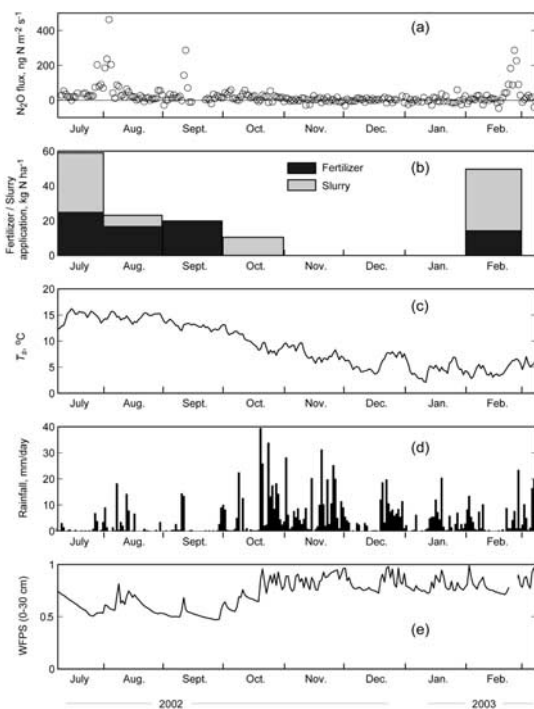 (a)
N₂O flux, ng N m⁻² s⁻¹
400
200
0
July Aug. Sept. Oct. Nov. Dec. Jan. Feb.
(b)
Fertilizer / Slurry
application, kg N ha⁻¹
60
40
20
0
Fertilizer
Slurry
July Aug. Sept. Oct. Nov. Dec. Jan. Feb.
(c)
, ºC
20
15
10
5
0
July Aug. Sept. Oct. Nov. Dec. Jan. Feb.
(d)
Rainfall, mm/day
40
30
20
10
0
July Aug. Sept. Oct. Nov. Dec. Jan. Feb.
WFPS (0-30 cm)
1
0.5
0
(e)
July Aug. Sept. Oct. Nov. Dec. Jan. Feb.
2002 2003